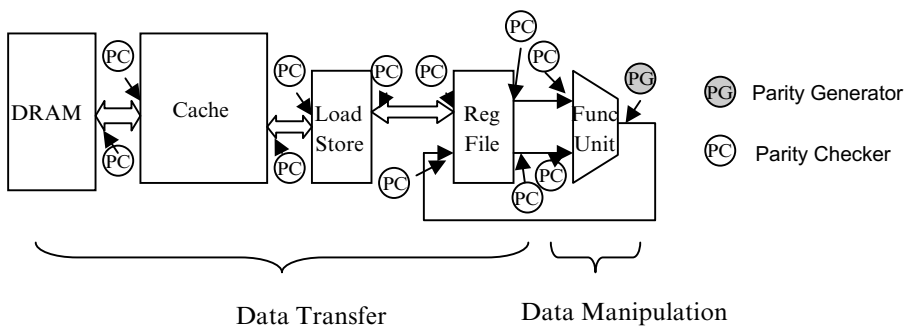 PC
PC
PC
PC
PC
PC
PG
DRAM
Cache
Load
Store
Reg
File
Func
Unit
PG Parity Generator
PC
PC
PC
PC
PC
PC Parity Checker
Data Transfer
Data Manipulation